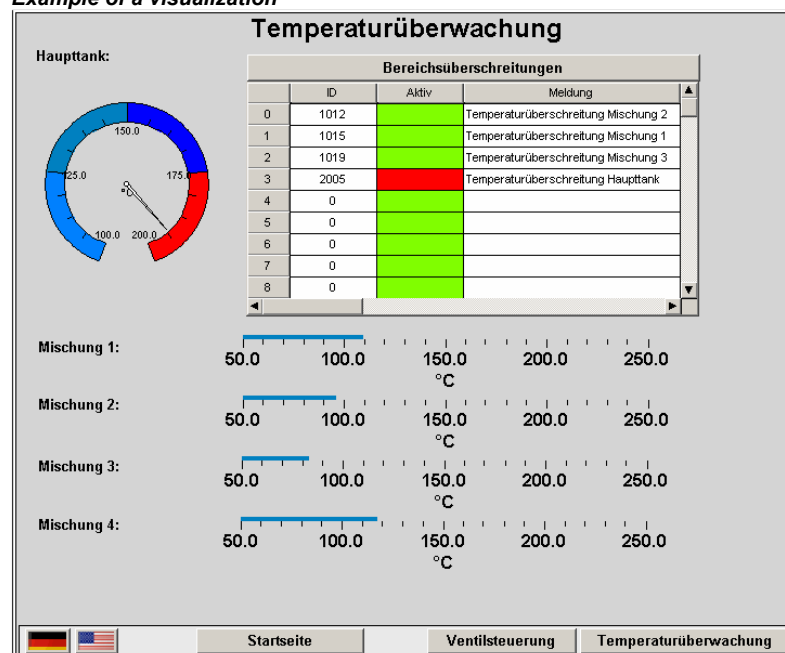 Example of a visualization
Temperaturüberwachung
Haupttank:
Bereichsüberschreitungen
ID Aktiv Meldung
0 1012 Temperaturüberschreitung Mischung 2
1 1015 Temperaturüberschreitung Mischung 1
2 1019 Temperaturüberschreitung Mischung 3
3 2005 Temperaturüberschreitung Haupttank
4 0
5 0
6 0
7 0
8 0
150.0
125.0 175.0
°C
100.0 200.0
Mischung 1:
50.0 100.0 150.0 200.0 250.0
°C
Mischung 2:
50.0 100.0 150.0 200.0 250.0
°C
Mischung 3:
50.0 100.0 150.0 200.0 250.0
°C
Mischung 4:
50.0 100.0 150.0 200.0 250.0
°C
Startseite Ventilsteuerung Temperaturüberwachung